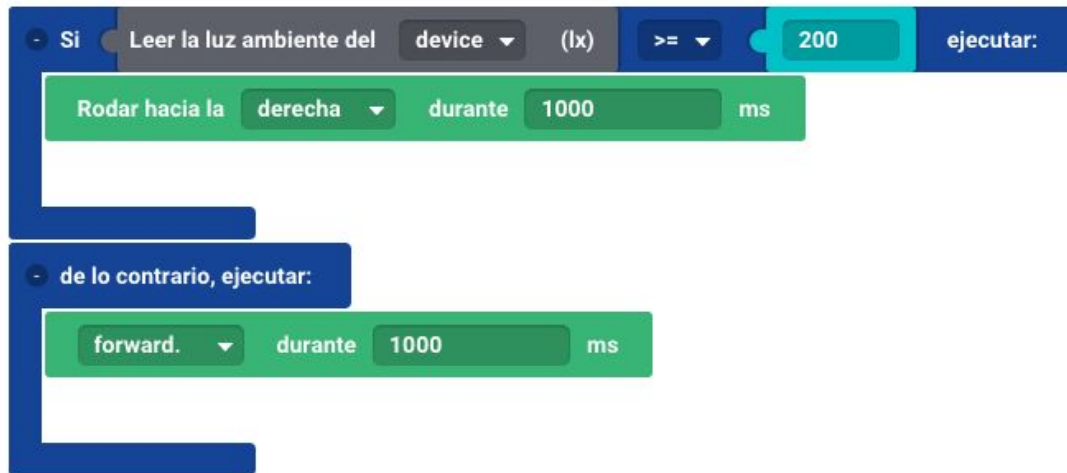 - Si Leer la luz ambiente del device (lx) >= 200 ejecutar:
Rodar hacia la derecha durante 1000 ms
- de lo contrario, ejecutar:
forward. durante 1000 ms